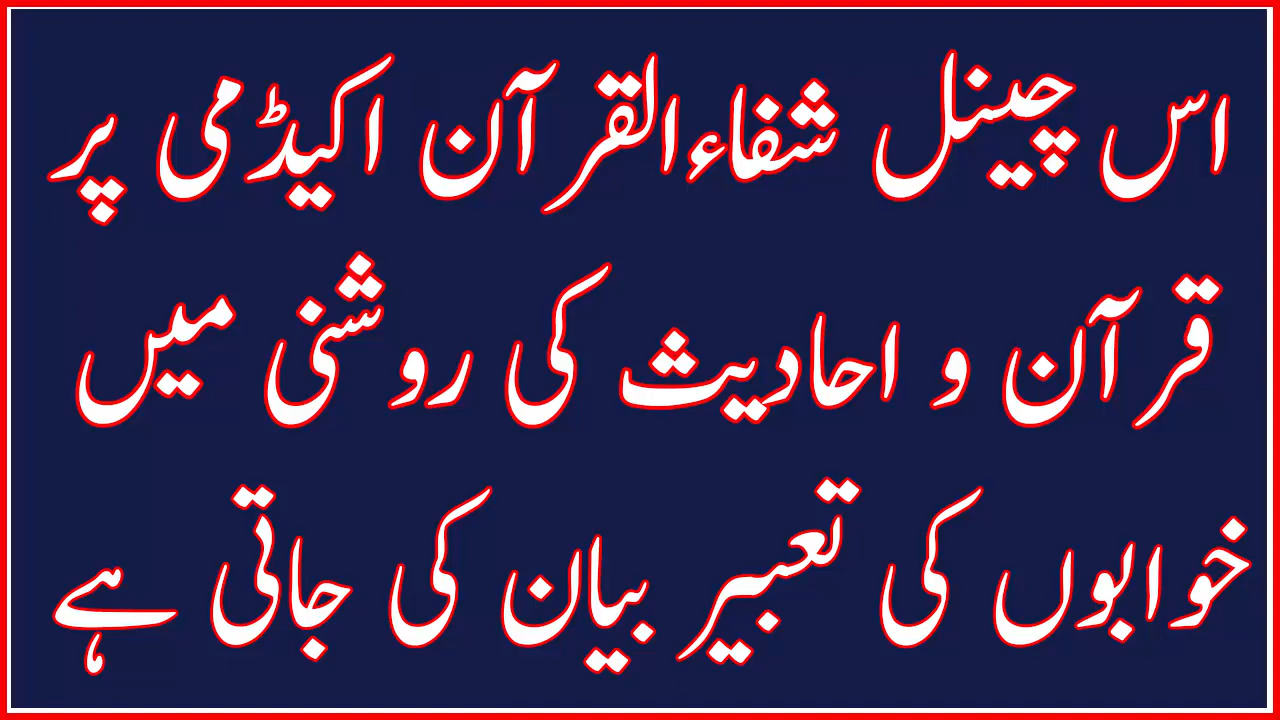 اس چینل شفاءالقرآن اکیڈمی پر
قرآن و احادیث کی روشنی میں
خوابوں کی تعبیر بیان کی جاتی ہے